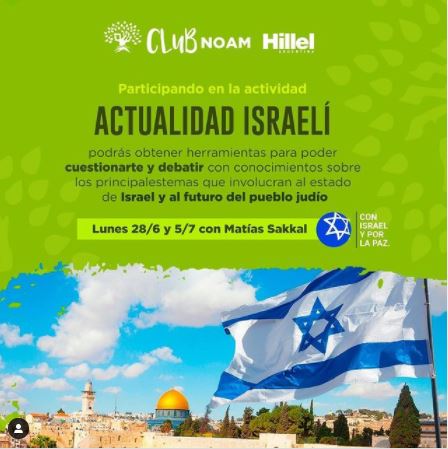 CLUB NOAM Hillel
ARGENTINA
Participando en la actividad
ACTUALIDAD ISRAELÍ
podrás obtener herramientas para poder
cuestionarte y debatir con conocimientos sobre
los principalestemas que involucran al estado
de Israel y al futuro del pueblo judío
Lunes 28/6 y 5/7 con Matías Sakkal
CON
ISRAEL
Y POR
LA PAZ.